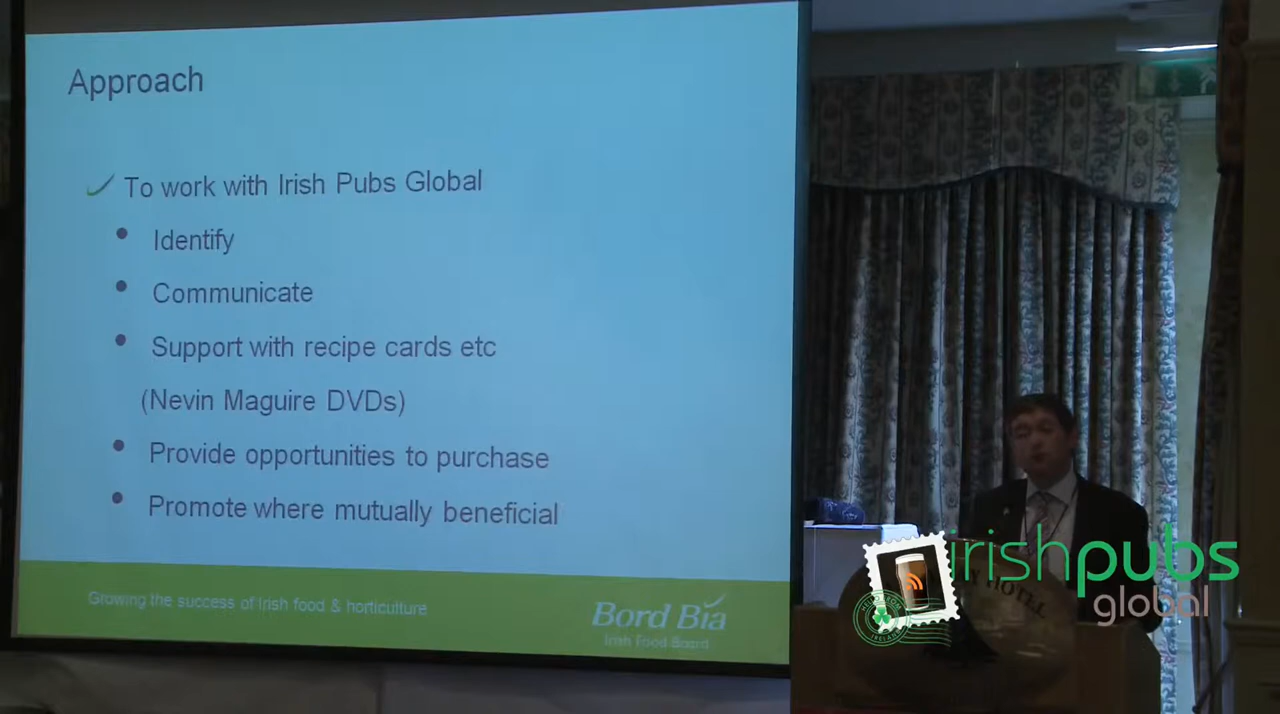 Approach
To work with Irish Pubs Global
Identify
Communicate
Support with recipe cards etc
(Nevin Maguire DVDs)
Provide opportunities to purchase
Promote where mutually beneficial
Growing the success of Irish food & horticulture
Bord Bia
Irish Food Board
irishpubs
global
HOTEL
IRELAND